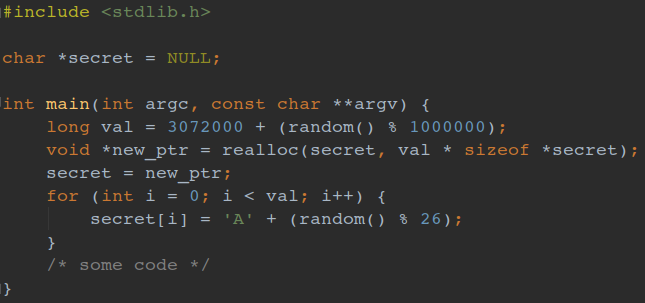 #include <stdlib.h>
char *secret = NULL;
int main(int argc, const char **argv) {
    long val = 3072000 + (random() % 1000000);
    void *new_ptr = realloc(secret, val * sizeof *secret);
    secret = new_ptr;
    for (int i = 0; i < val; i++) {
        secret[i] = 'A' + (random() % 26);
    }
    /* some code */
}